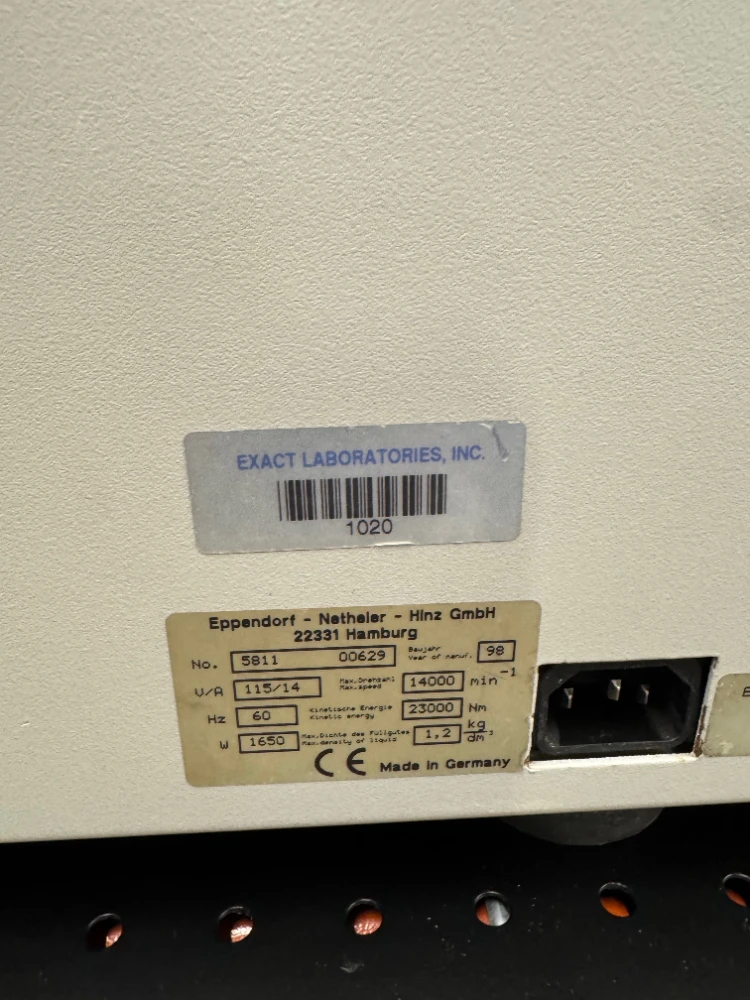 EXACT LABORATORIES, INC.
1020
Eppendorf - Netheler - Hinz GmbH
22331 Hamburg
No. 5811 00629 Baujahr Year of manuf. 98
V/A 115/14 Max.Drehzahl Max.speed 14000 min⁻¹
Hz 60 Kinetische Energie Kinetic energy 23000 Nm
W 1650 Max.Dichte des Füllgutes Max.density of liquid 1,2 kg/dm³
CE Made in Germany
E